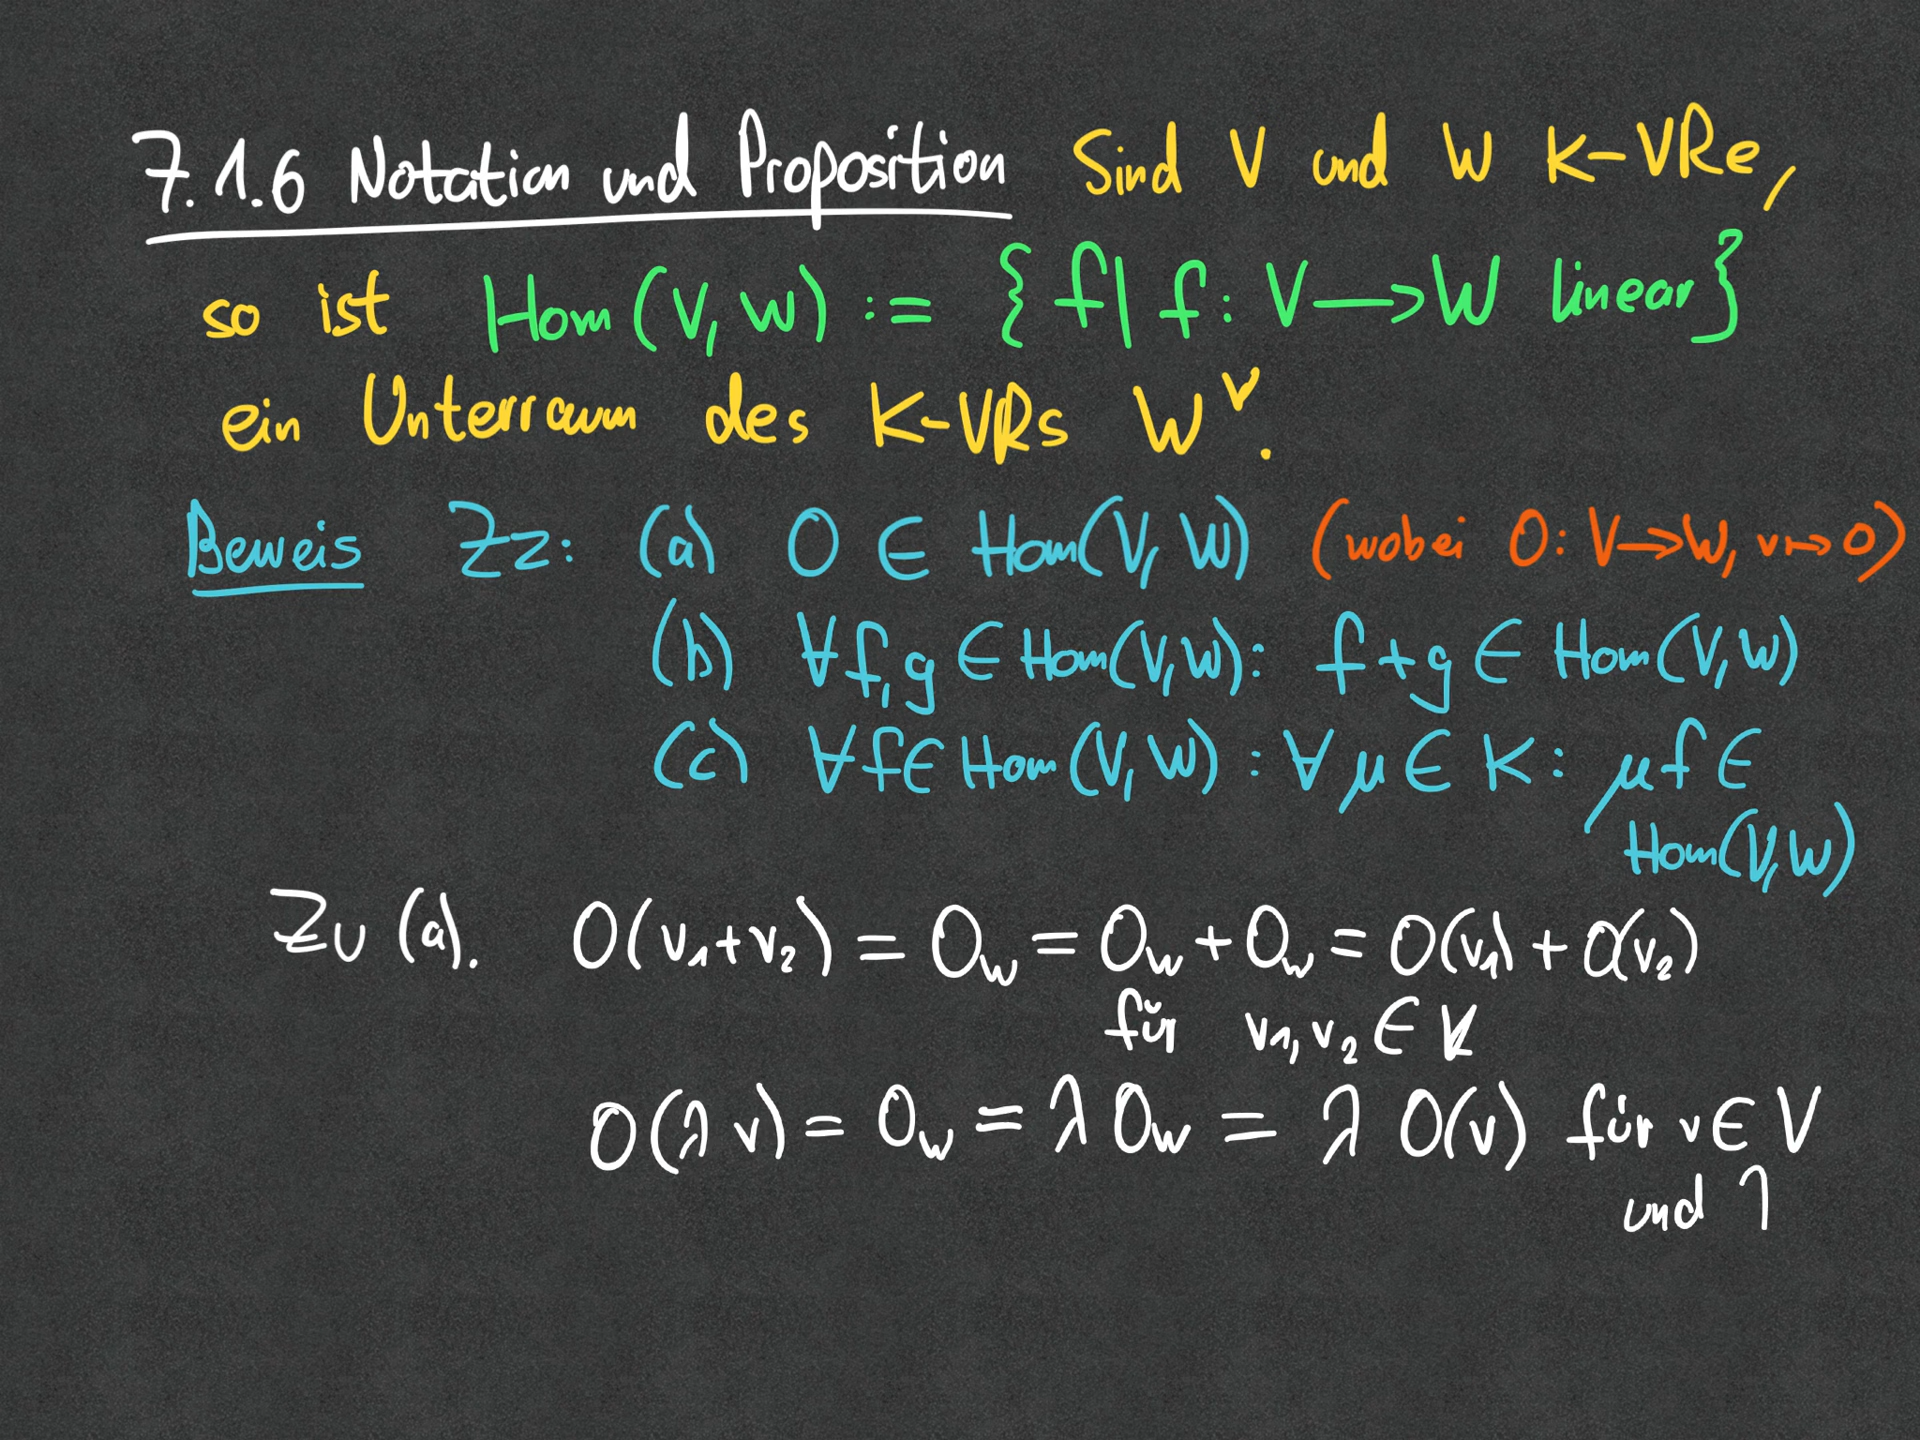 7.1.6 Notation und Proposition Sind V und W K-VRe,
so ist Hom(V, W) := {f | f: V ⟶ W linear}
ein Unterraum des K-VRs W^V.
Beweis Zz: (a) 0 ∈ Hom(V, W) (wobei 0: V → W, v ↦ 0)
(b) ∀f,g ∈ Hom(V,W): f+g ∈ Hom(V,W)
(c) ∀f∈Hom(V,W): ∀μ∈K: μf ∈
Hom(V,W)
Zu (a). 0(v₁+v₂) = 0_W = 0_W + 0_W = 0(v₁) + 0(v₂)
für v₁,v₂ ∈ V
0(λv) = 0_W = λ0_W = λ0(v) für v∈V
und